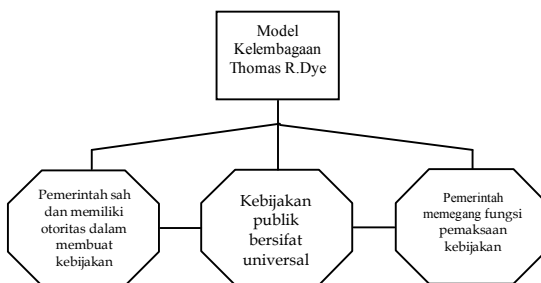 Model
Kelembagaan
Thomas R.Dye
Pemerintah sah
dan memiliki
otoritas dalam
membuat
kebijakan
Kebijakan
publik
bersifat
universal
Pemerintah
memegang fungsi
pemaksaan
kebijakan